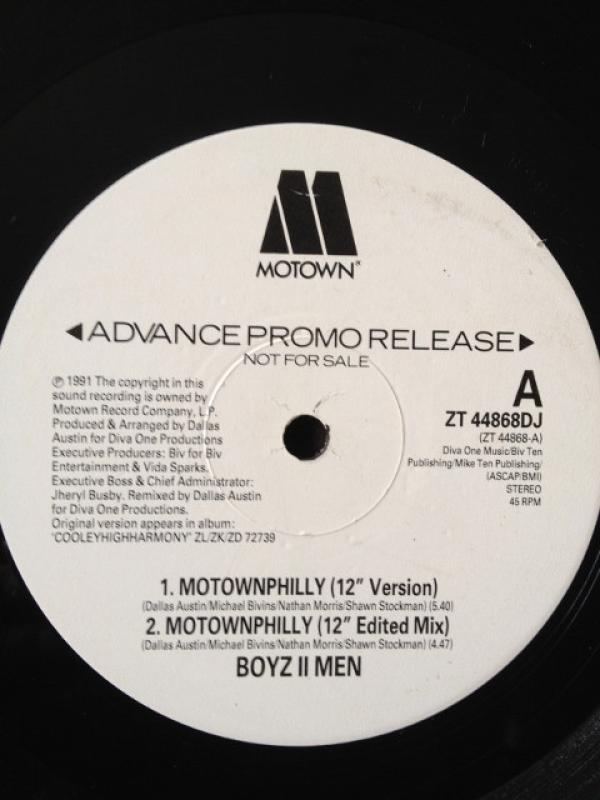 MOTOWN
◀ADVANCE PROMO RELEASE▶
NOT FOR SALE
℗ 1991 The copyright in this
sound recording is owned by
Motown Record Company, L.P.
Produced & Arranged by Dallas
Austin for Diva One Productions
Executive Producers: Biv for Biv
Entertainment & Vida Sparks.
Executive Boss & Chief Administrator:
Jheryl Busby. Remixed by Dallas Austin
for Diva One Productions.
Original version appears in album:
'COOLEYHIGHHARMONY' ZL/ZK/ZD 72739
A
ZT 44868DJ
(ZT 44868-A)
Diva One Music/Biv Ten
Publishing/Mike Ten Publishing/
(ASCAP/BMI)
STEREO
45 RPM
1. MOTOWNPHILLY (12" Version)
(Dallas Austin/Michael Bivins/Nathan Morris/Shawn Stockman) (5.40)
2. MOTOWNPHILLY (12" Edited Mix)
(Dallas Austin/Michael Bivins/Nathan Morris/Shawn Stockman) (4.47)
BOYZ II MEN